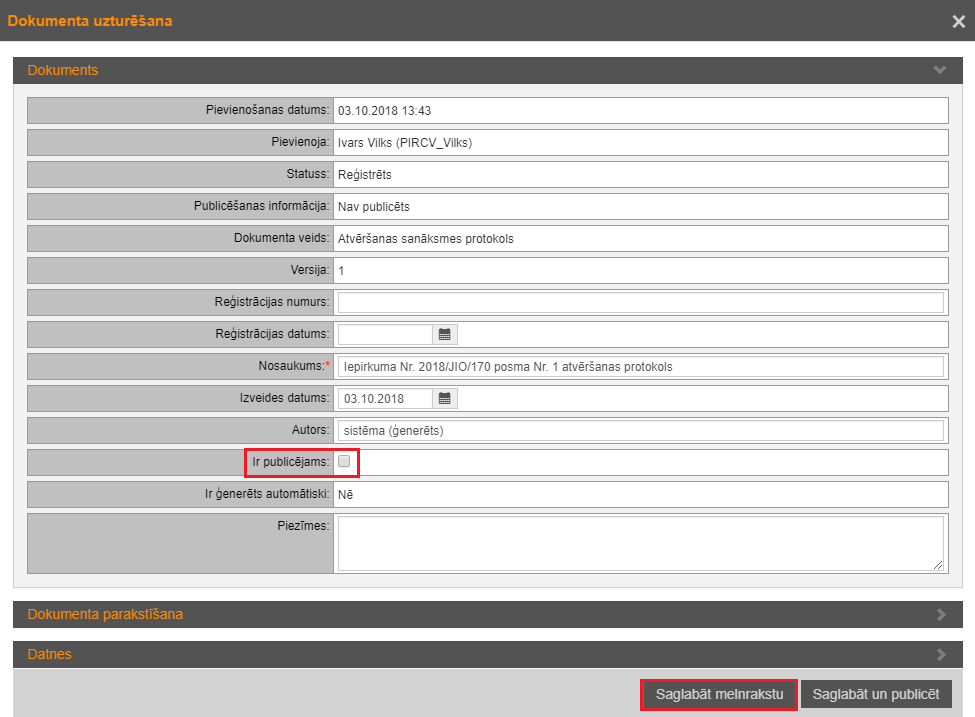 Dokumenta uzturēšana
Dokuments
Pievienošanas datums: 03.10.2018 13:43
Pievienoja: Ivars Vilks (PIRCV_Vilks)
Statuss: Reģistrēts
Publicēšanas informācija: Nav publicēts
Dokumenta veids: Atvēršanas sanāksmes protokols
Versija: 1
Reģistrācijas numurs:
Reģistrācijas datums:
Nosaukums:* Iepirkuma Nr. 2018/JIO/170 posma Nr. 1 atvēršanas protokols
Izveides datums: 03.10.2018
Autors: sistēma (ģenerēts)
Ir publicējams:
Ir ģenerēts automātiski: Nē
Piezīmes:
Dokumenta parakstīšana
Datnes
Saglabāt melnrakstu Saglabāt un publicēt